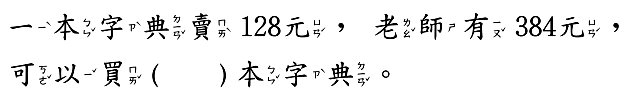 一本字典賣 128元， 老師有 384元，
可以買 (    ) 本字典。